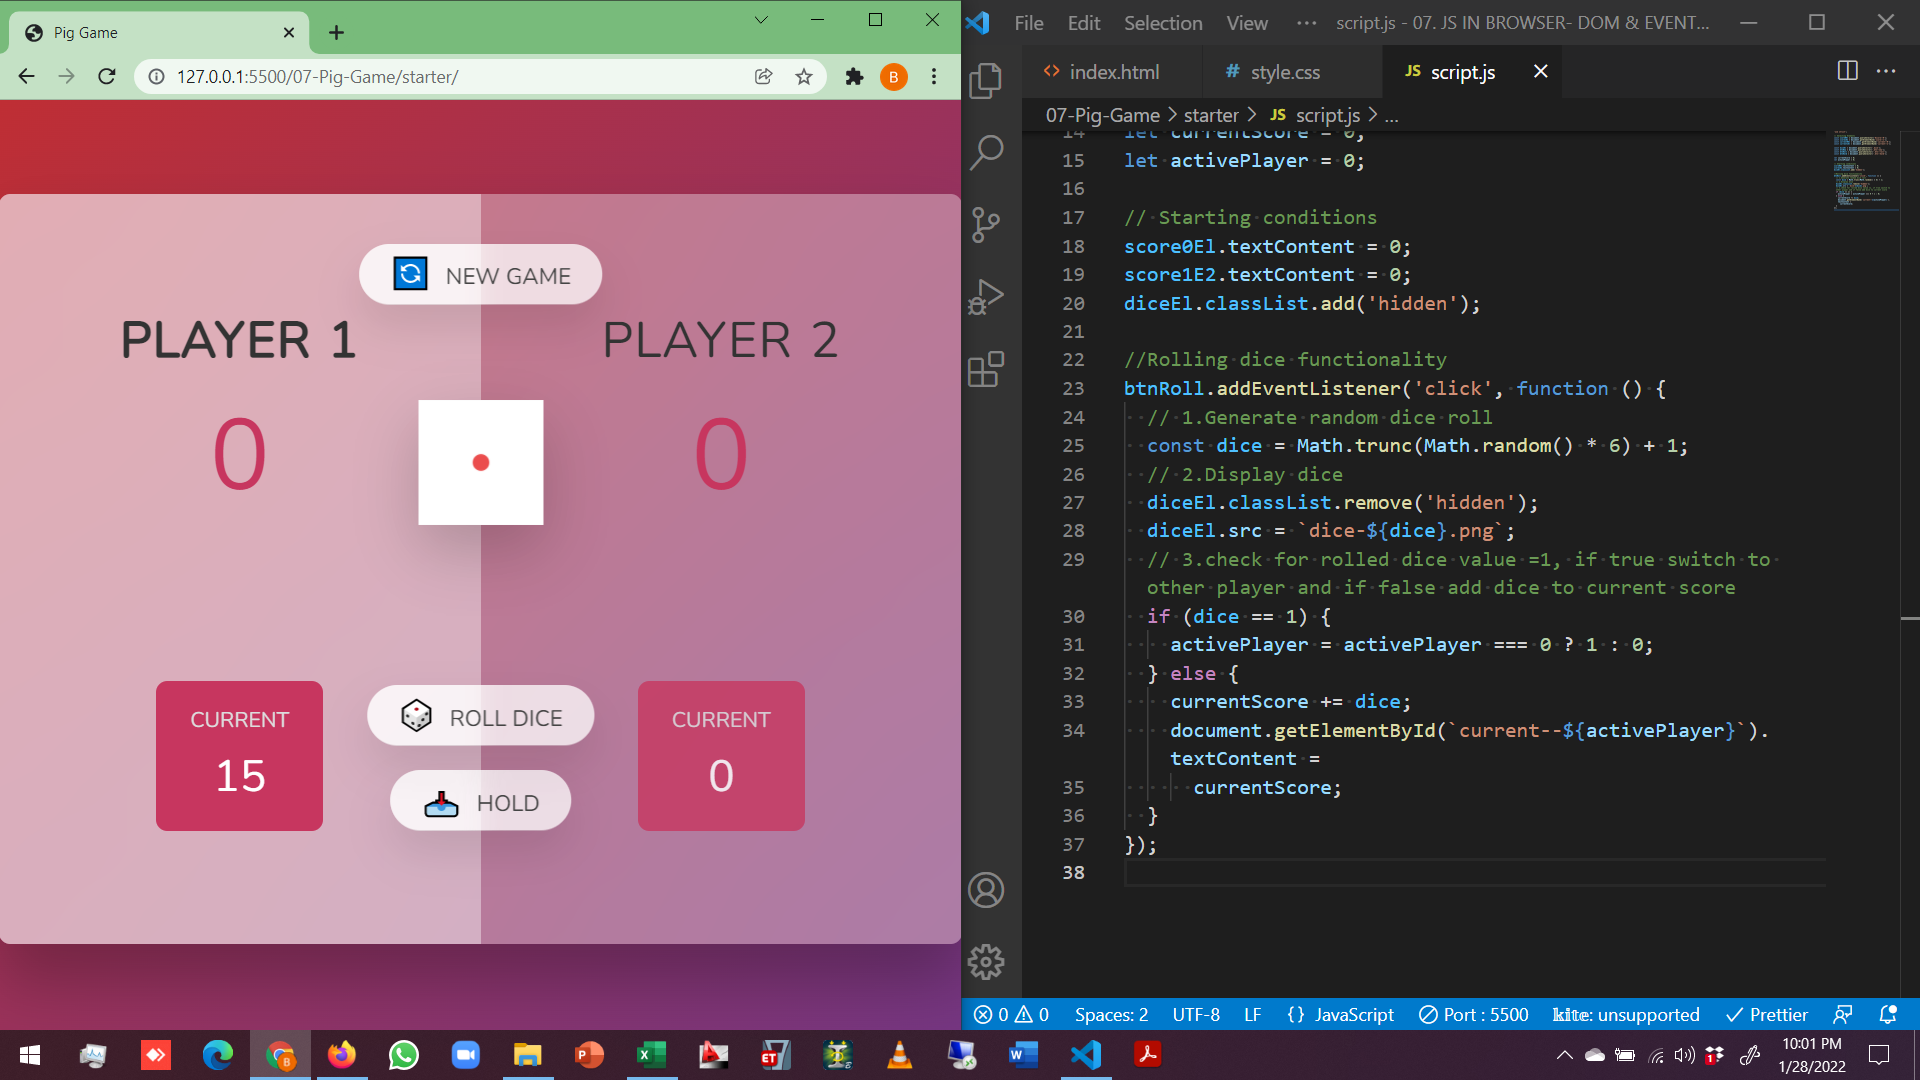 Pig Game
127.0.0.1:5500/07-Pig-Game/starter/
B
NEW GAME
PLAYER 1
PLAYER 2
0
0
CURRENT
15
ROLL DICE
HOLD
CURRENT
0
File Edit Selection View ··· script.js - 07. JS IN BROWSER- DOM & EVENT...
<> index.html # style.css JS script.js
07-Pig-Game > starter > JS script.js > ...
14 let currentScore = 0;
15 let activePlayer = 0;
16
17 // Starting conditions
18 score0El.textContent = 0;
19 score1E2.textContent = 0;
20 diceEl.classList.add('hidden');
21
22 //Rolling dice functionality
23 btnRoll.addEventListener('click', function () {
24 // 1.Generate random dice roll
25 const dice = Math.trunc(Math.random() * 6) + 1;
26 // 2.Display dice
27 diceEl.classList.remove('hidden');
28 diceEl.src = `dice-${dice}.png`;
29 // 3.check for rolled dice value =1, if true switch to
other player and if false add dice to current score
30 if (dice == 1) {
31 activePlayer = activePlayer === 0 ? 1 : 0;
32 } else {
33 currentScore += dice;
34 document.getElementById(`current--${activePlayer}`).
textContent =
35 currentScore;
36 }
37 });
38
0 0 Spaces: 2 UTF-8 LF {} JavaScript Port : 5500 kite: unsupported Prettier
10:01 PM
1/28/2022